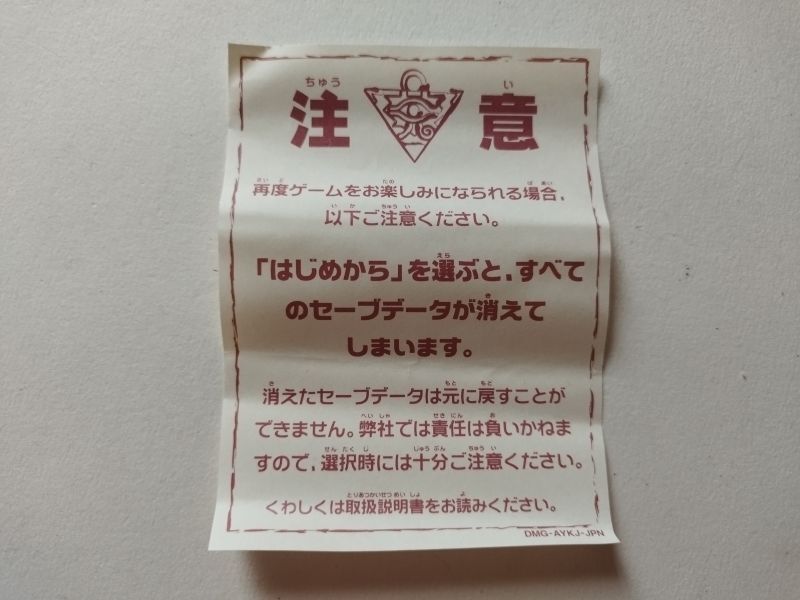 注意
再度ゲームをお楽しみになられる場合、
以下ご注意ください。
「はじめから」を選ぶと、すべて
のセーブデータが消えて
しまいます。
消えたセーブデータは元に戻すことが
できません。弊社では責任は負いかねま
すので、選択時には十分ご注意ください。
くわしくは取扱説明書をお読みください。
DMG-AYKJ-JPN